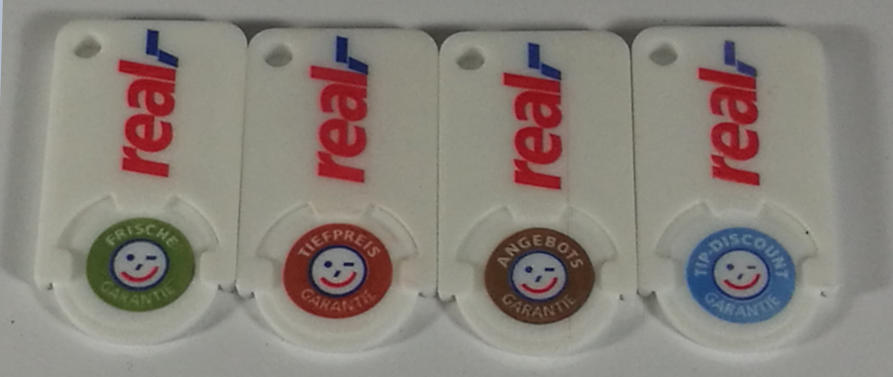 real
FRISCHE
GARANTIE
real
TIEFPREIS
GARANTIE
real
ANGEBOTS
GARANTIE
real
TIP-DISCOUNT
GARANTIE